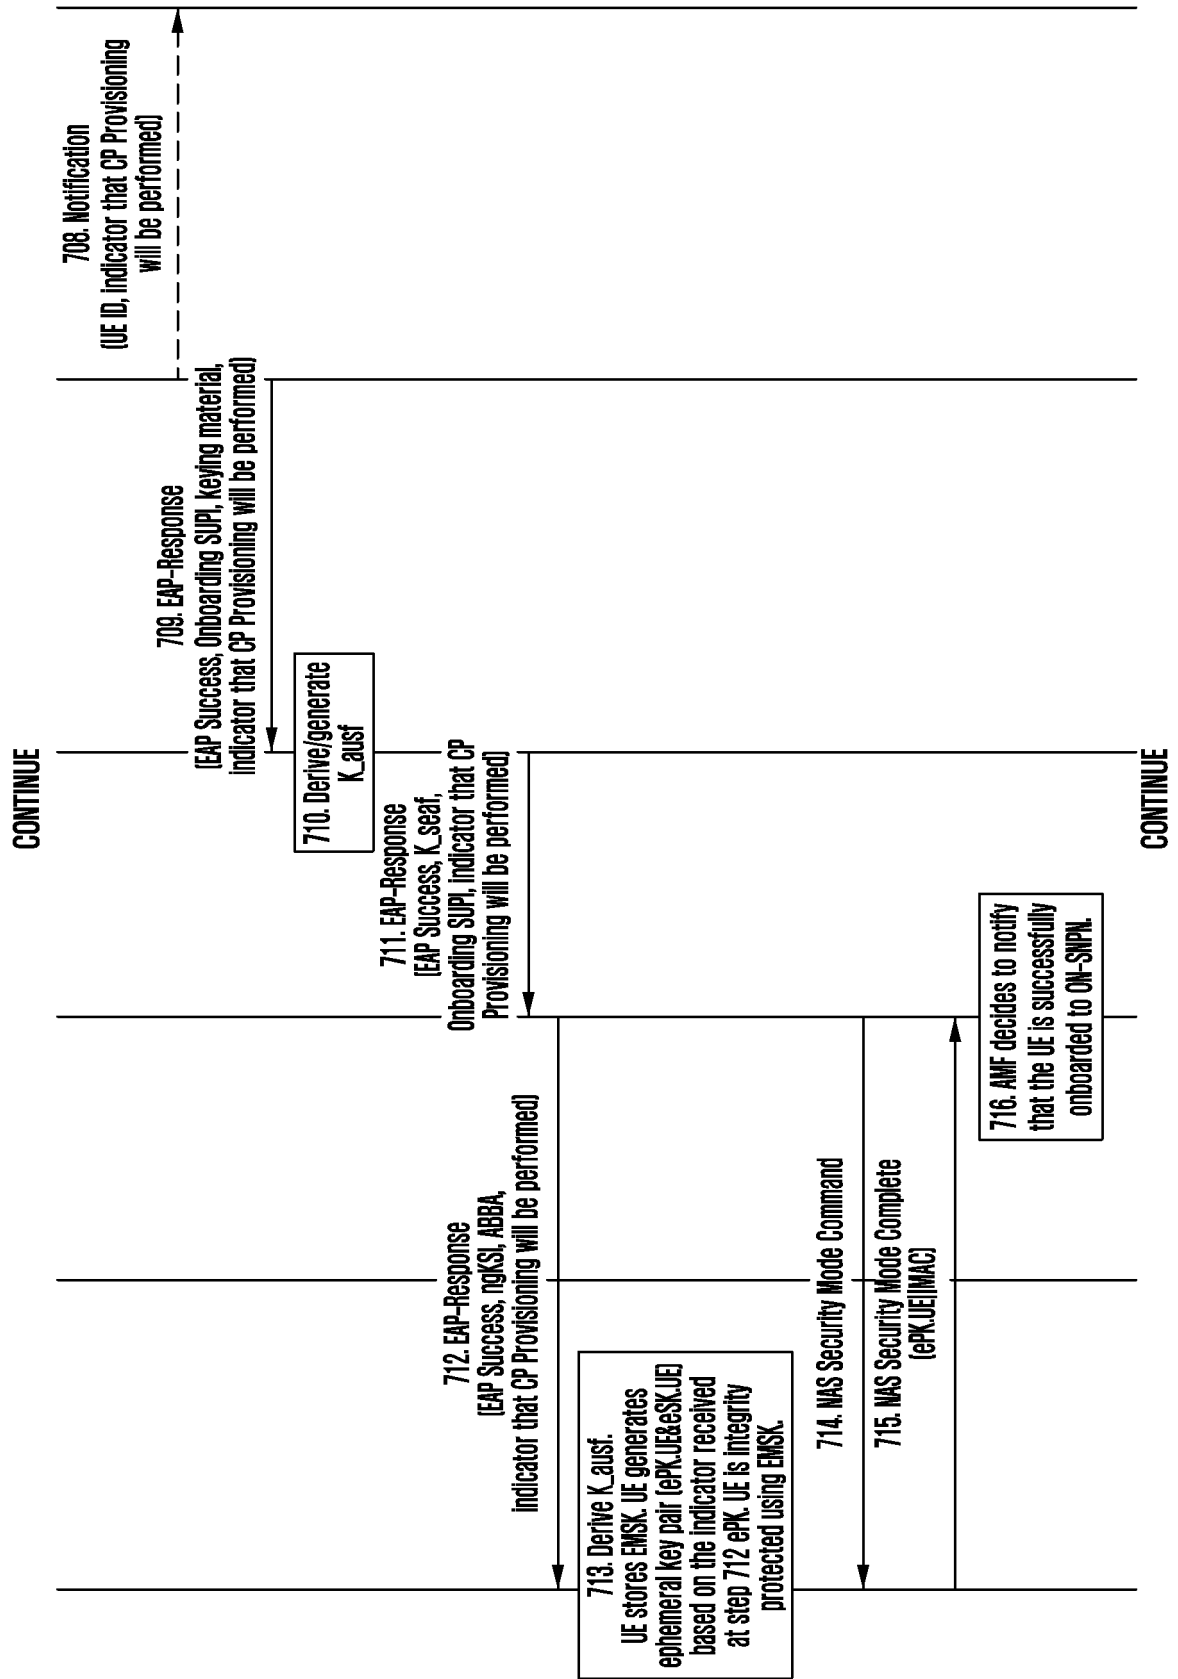 CONTINUE
708. Notification
(UE ID, indicator that CP Provisioning
will be performed)
709. EAP-Response
(EAP Success, Onboarding SUPI, keying material,
indicator that CP Provisioning will be performed)
710. Derive/generate
K_ausf
711. EAP-Response
(EAP Success, K_seaf,
Onboarding SUPI, indicator that CP
Provisioning will be performed)
712. EAP-Response
(EAP Success, ngKSI, ABBA,
indicator that CP Provisioning will be performed)
713. Derive K_ausf.
UE stores EMSK. UE generates
ephemeral key pair (ePK.UE&eSK.UE)
based on the indicator received
at step 712 ePK. UE is integrity
protected using EMSK.
714. NAS Security Mode Command
715. NAS Security Mode Complete
(ePK.UE||MAC)
716. AMF decides to notify
that the UE is successfully
onboarded to ON-SNPN.
CONTINUE